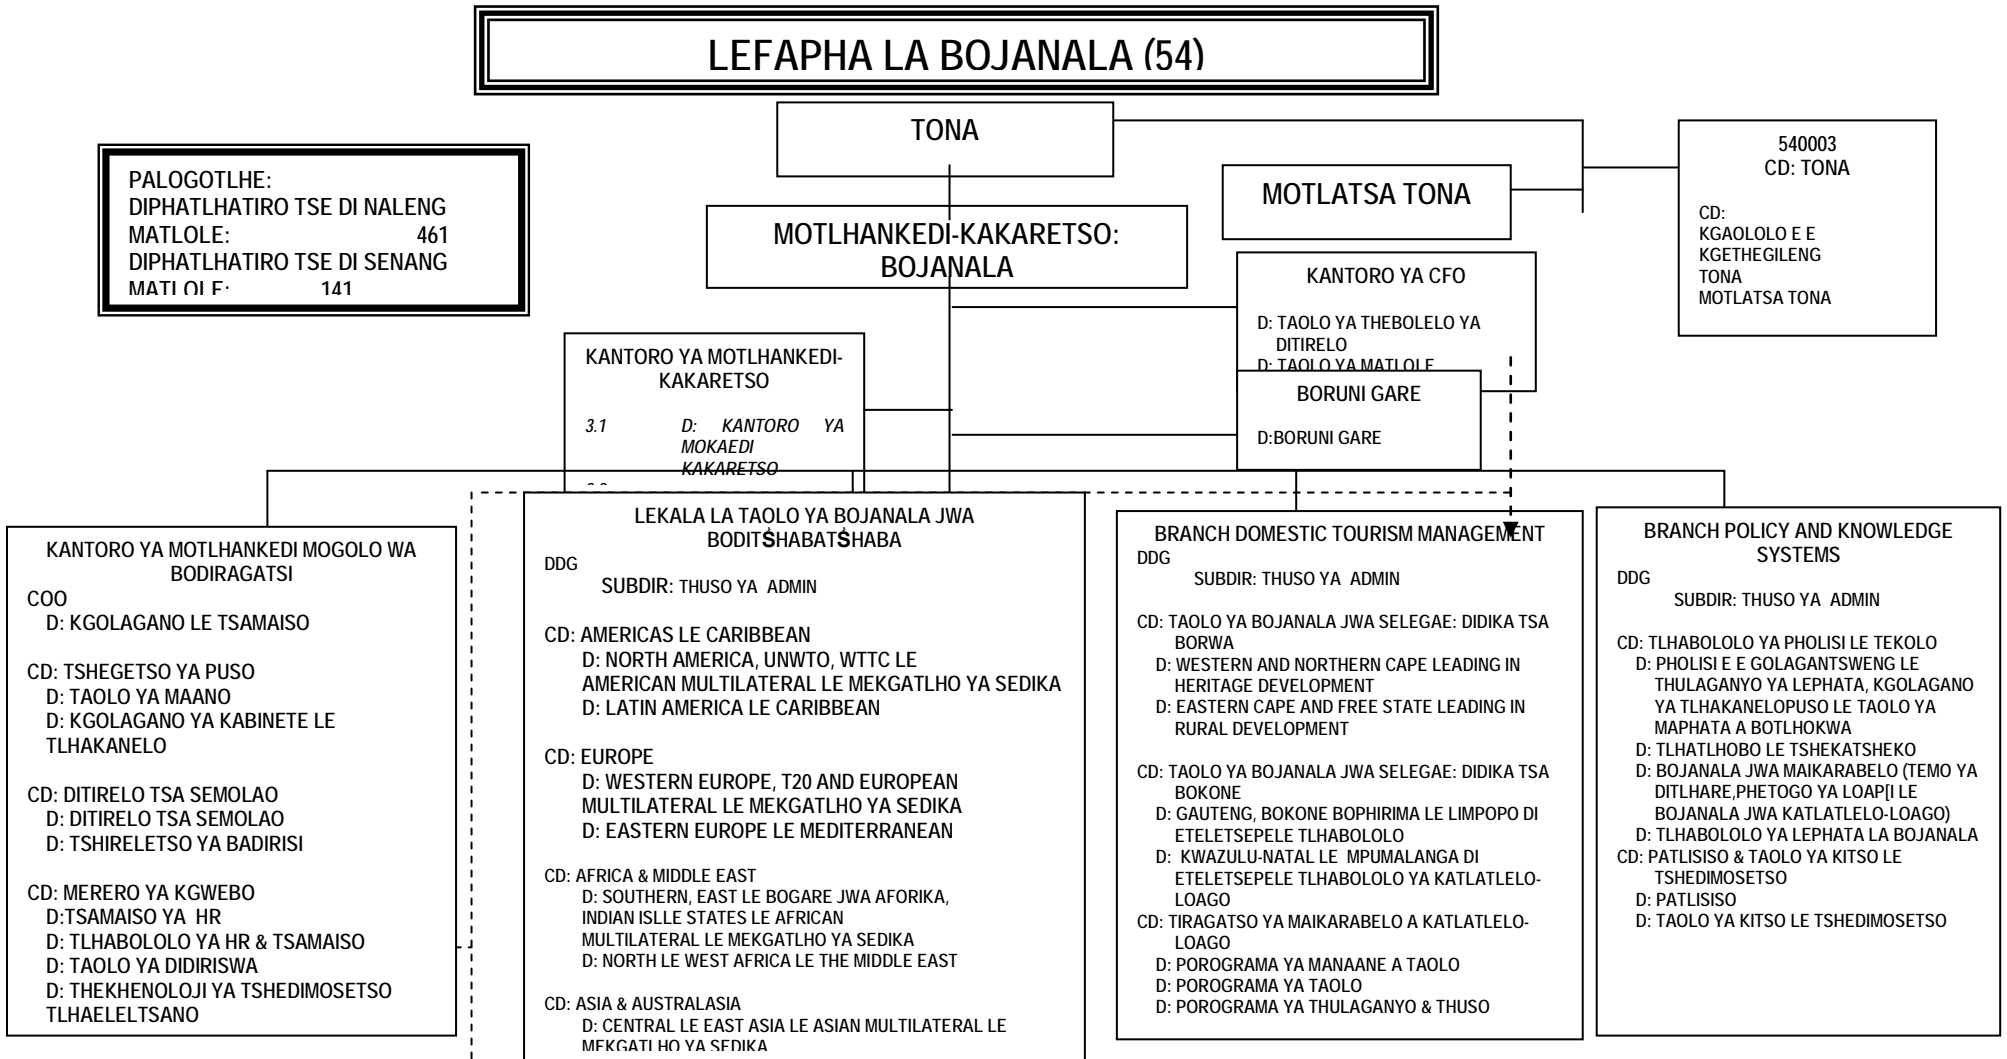 LEFAPHA LA BOJANALA (54)
TONA
540003
CD: TONA
CD:
KGAOLOLO E E
KGETHEGILENG
TONA
MOTLATSA TONA
PALOGOTLHE:
DIPHATLHATIRO TSE DI NALENG
MATLOLE: 461
DIPHATLHATIRO TSE DI SENANG
MATLOLE: 141
MOTLATSA TONA
MOTLHANKEDI-KAKARETSO:
BOJANALA
KANTORO YA CFO
D: TAOLO YA THEBOLELO YA
DITIRELO
D: TAOLO YA MATLOLE
KANTORO YA MOTLHANKEDI-
KAKARETSO
3.1 D: KANTORO YA
MOKAEDI
KAKARETSO
BORUNI GARE
D:BORUNI GARE
KANTORO YA MOTLHANKEDI MOGOLO WA
BODIRAGATSI
COO
D: KGOLAGANO LE TSAMAISO
CD: TSHEGETSO YA PUSO
D: TAOLO YA MAANO
D: KGOLAGANO YA KABINETE LE
TLHAKANELO
CD: DITIRELO TSA SEMOLAO
D: DITIRELO TSA SEMOLAO
D: TSHIRELETSO YA BADIRISI
CD: MERERO YA KGWEBO
D:TSAMAISO YA HR
D: TLHABOLOLO YA HR & TSAMAISO
D: TAOLO YA DIDIRISWA
D: THEKHENOLOJI YA TSHEDIMOSETSO
TLHAELELTSANO
LEKALA LA TAOLO YA BOJANALA JWA
BODITŚHABATŚHABA
DDG
SUBDIR: THUSO YA ADMIN
CD: AMERICAS LE CARIBBEAN
D: NORTH AMERICA, UNWTO, WTTC LE
AMERICAN MULTILATERAL LE MEKGATLHO YA SEDIKA
D: LATIN AMERICA LE CARIBBEAN
CD: EUROPE
D: WESTERN EUROPE, T20 AND EUROPEAN
MULTILATERAL LE MEKGATLHO YA SEDIKA
D: EASTERN EUROPE LE MEDITERRANEAN
CD: AFRICA & MIDDLE EAST
D: SOUTHERN, EAST LE BOGARE JWA AFORIKA,
INDIAN ISLLE STATES LE AFRICAN
MULTILATERAL LE MEKGATLHO YA SEDIKA
D: NORTH LE WEST AFRICA LE THE MIDDLE EAST
CD: ASIA & AUSTRALASIA
D: CENTRAL LE EAST ASIA LE ASIAN MULTILATERAL LE
MEKGATLHO YA SEDIKA
BRANCH DOMESTIC TOURISM MANAGEMENT
DDG
SUBDIR: THUSO YA ADMIN
CD: TAOLO YA BOJANALA JWA SELEGAE: DIDIKA TSA
BORWA
D: WESTERN AND NORTHERN CAPE LEADING IN
HERITAGE DEVELOPMENT
D: EASTERN CAPE AND FREE STATE LEADING IN
RURAL DEVELOPMENT
CD: TAOLO YA BOJANALA JWA SELEGAE: DIDIKA TSA
BOKONE
D: GAUTENG, BOKONE BOPHIRIMA LE LIMPOPO DI
ETELETSEPELE TLHABOLOLO
D: KWAZULU-NATAL LE MPUMALANGA DI
ETELETSEPELE TLHABOLOLO YA KATLATLELO-
LOAGO
CD: TIRAGATSO YA MAIKARABELO A KATLATLELO-
LOAGO
D: POROGRAMA YA MANAANE A TAOLO
D: POROGRAMA YA TAOLO
D: POROGRAMA YA THULAGANYO & THUSO
BRANCH POLICY AND KNOWLEDGE
SYSTEMS
DDG
SUBDIR: THUSO YA ADMIN
CD: TLHABOLOLO YA PHOLISI LE TEKOLO
D: PHOLISI E E GOLAGANTSWENG LE
THULAGANYO YA LEPHATA, KGOLAGANO
YA TLHAKANELOPUSO LE TAOLO YA
MAPHATA A BOTLHOKWA
D: TLHATLHOBO LE TSHEKATSHEKO
D: BOJANALA JWA MAIKARABELO (TEMO YA
DITLHARE,PHETOGO YA LOAP[I LE
BOJANALA JWA KATLATLELO-LOAGO)
D: TLHABOLOLO YA LEPHATA LA BOJANALA
CD: PATLISISO & TAOLO YA KITSO LE
TSHEDIMOSETSO
D: PATLISISO
D: TAOLO YA KITSO LE TSHEDIMOSETSO